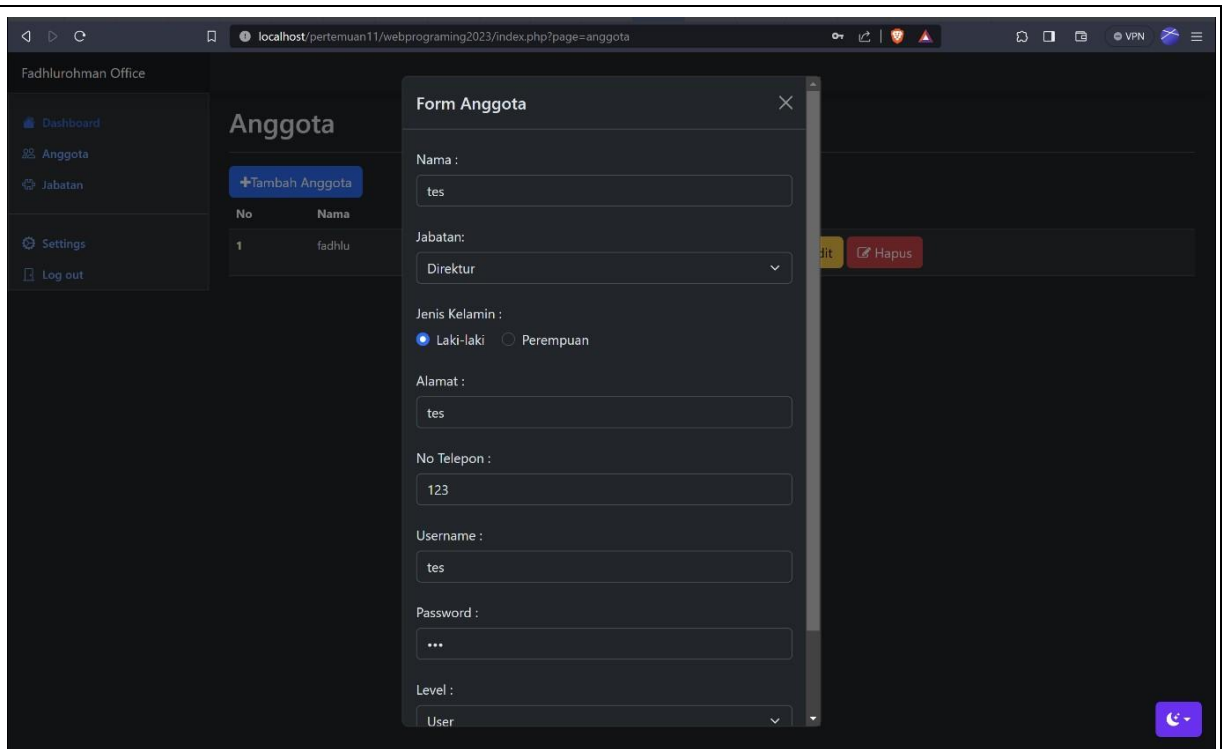 localhost/pertemuan11/webprograming2023/index.php?page=anggota
VPN
Fadhlurohman Office
Dashboard
Anggota
Jabatan
Settings
Log out
Anggota
+Tambah Anggota
No Nama
1 fadhlu
dit Hapus
Form Anggota
Nama :
tes
Jabatan:
Direktur
Jenis Kelamin :
Laki-laki Perempuan
Alamat :
tes
No Telepon :
123
Username :
tes
Password :
•••
Level :
User